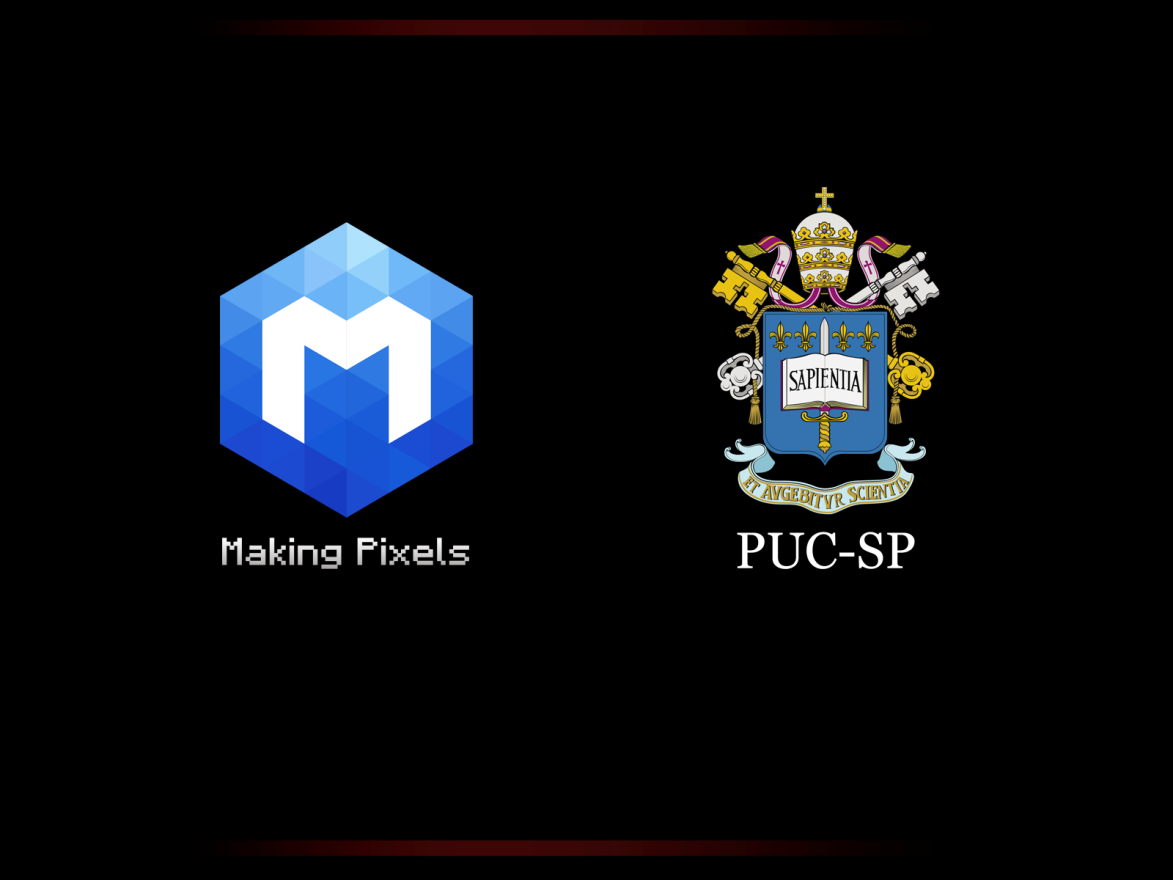 SAPIENTIA
ET AVGEBITVR SCIENTIA
Making Pixels
PUC-SP